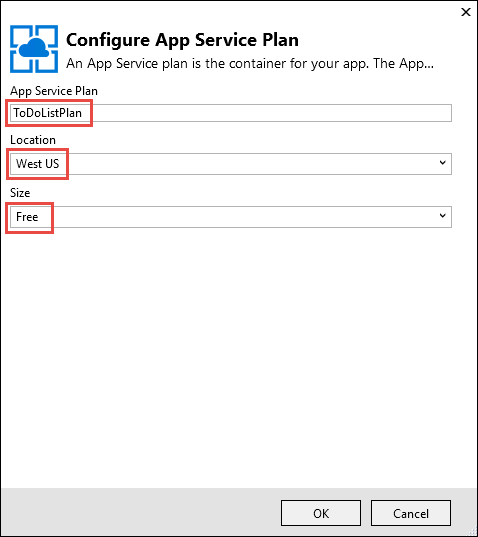 Configure App Service Plan
An App Service plan is the container for your app. The App...
App Service Plan
ToDoListPlan
Location
West US
Size
Free
OK
Cancel